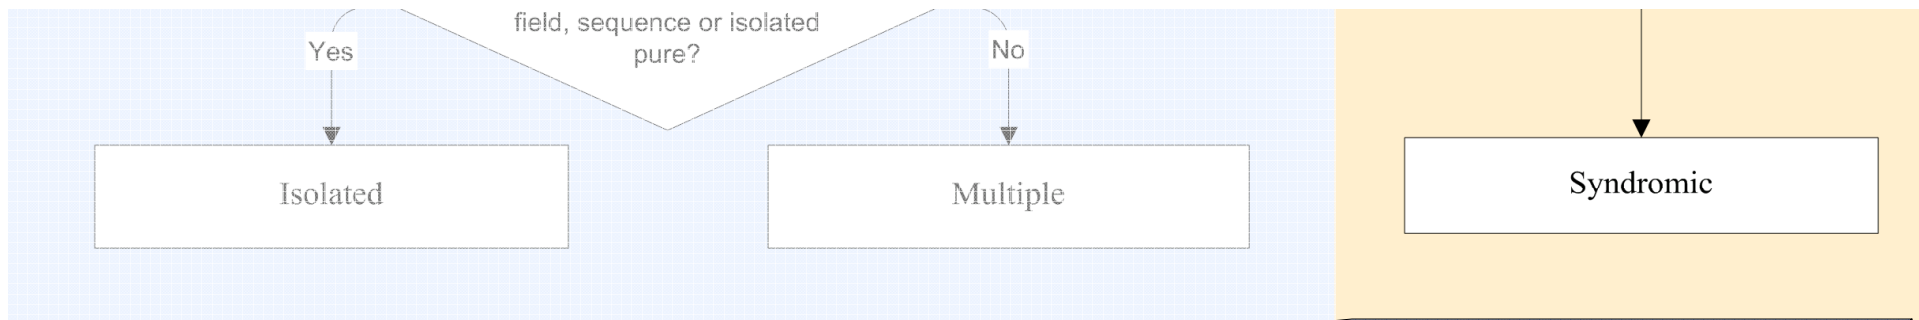 field, sequence or isolated
pure?
Yes
No
Isolated
Multiple
Syndromic